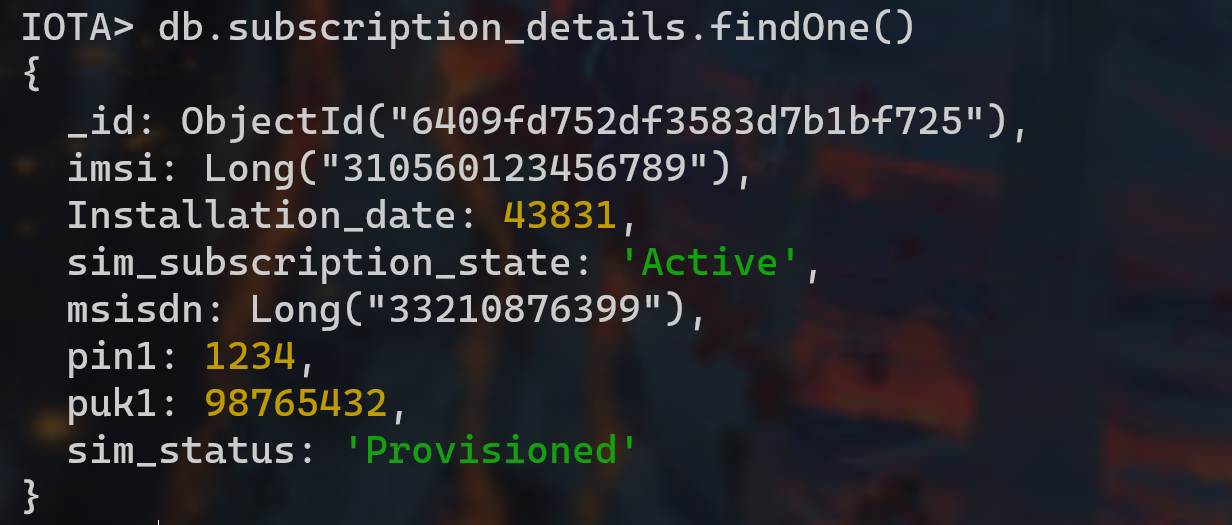 IOTA> db.subscription_details.findOne()
{
  _id: ObjectId("6409fd752df3583d7b1bf725"),
  imsi: Long("310560123456789"),
  Installation_date: 43831,
  sim_subscription_state: 'Active',
  msisdn: Long("33210876399"),
  pin1: 1234,
  puk1: 98765432,
  sim_status: 'Provisioned'
}